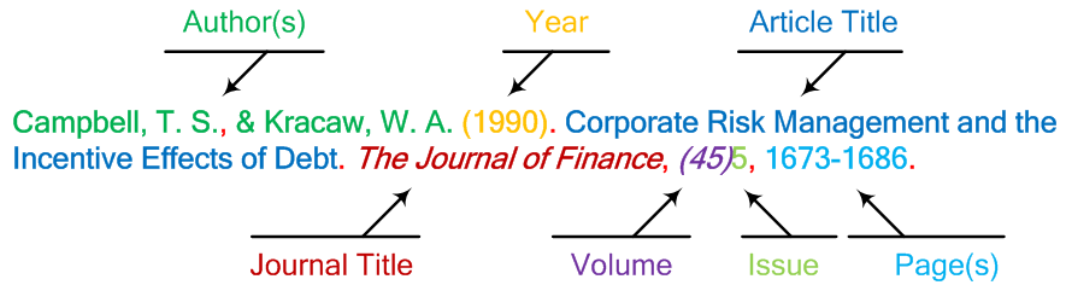 Author(s) Year Article Title
Campbell, T. S., & Kracaw, W. A. (1990). Corporate Risk Management and the
Incentive Effects of Debt. The Journal of Finance, (45)5, 1673-1686.
Journal Title Volume Issue Page(s)